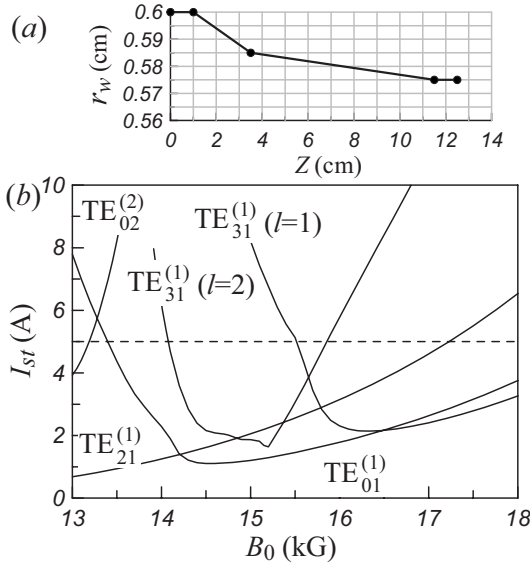 (a)
r_w (cm)
0.6
0.59
0.58
0.57
0.56
0 2 4 6 8 10 12 14
Z (cm)
(b)
I_st (A)
10
8
6
4
2
0
TE_02^(2)
TE_31^(1) (l=1)
TE_31^(1) (l=2)
TE_21^(1)
TE_01^(1)
13 14 15 16 17 18
B_0 (kG)